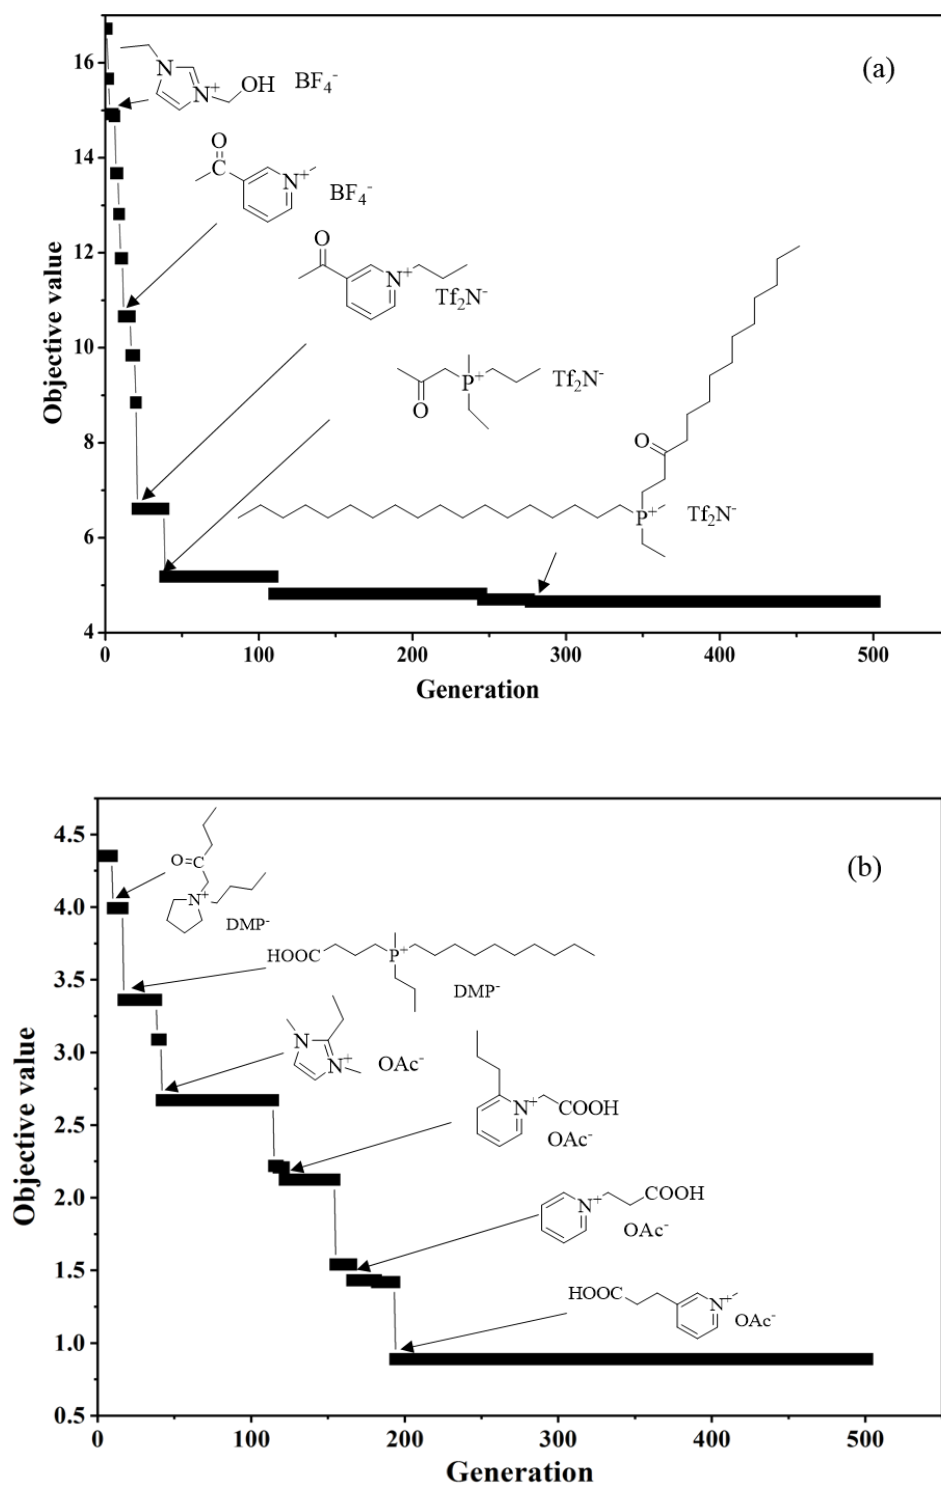 (a)
16
14
12
10
8
6
4
0
100
200
300
400
500
Objective value
Generation
N
N+
OH
BF4-
O
C
N+
BF4-
O
N+
Tf2N-
P+
O
Tf2N-
O
P+
Tf2N-
(b)
4.5
4.0
3.5
3.0
2.5
2.0
1.5
1.0
0.5
0
100
200
300
400
500
Objective value
Generation
O=C
N+
DMP-
HOOC
P+
DMP-
N
N+
OAc-
N+
COOH
OAc-
N+
COOH
OAc-
HOOC
N+
OAc-